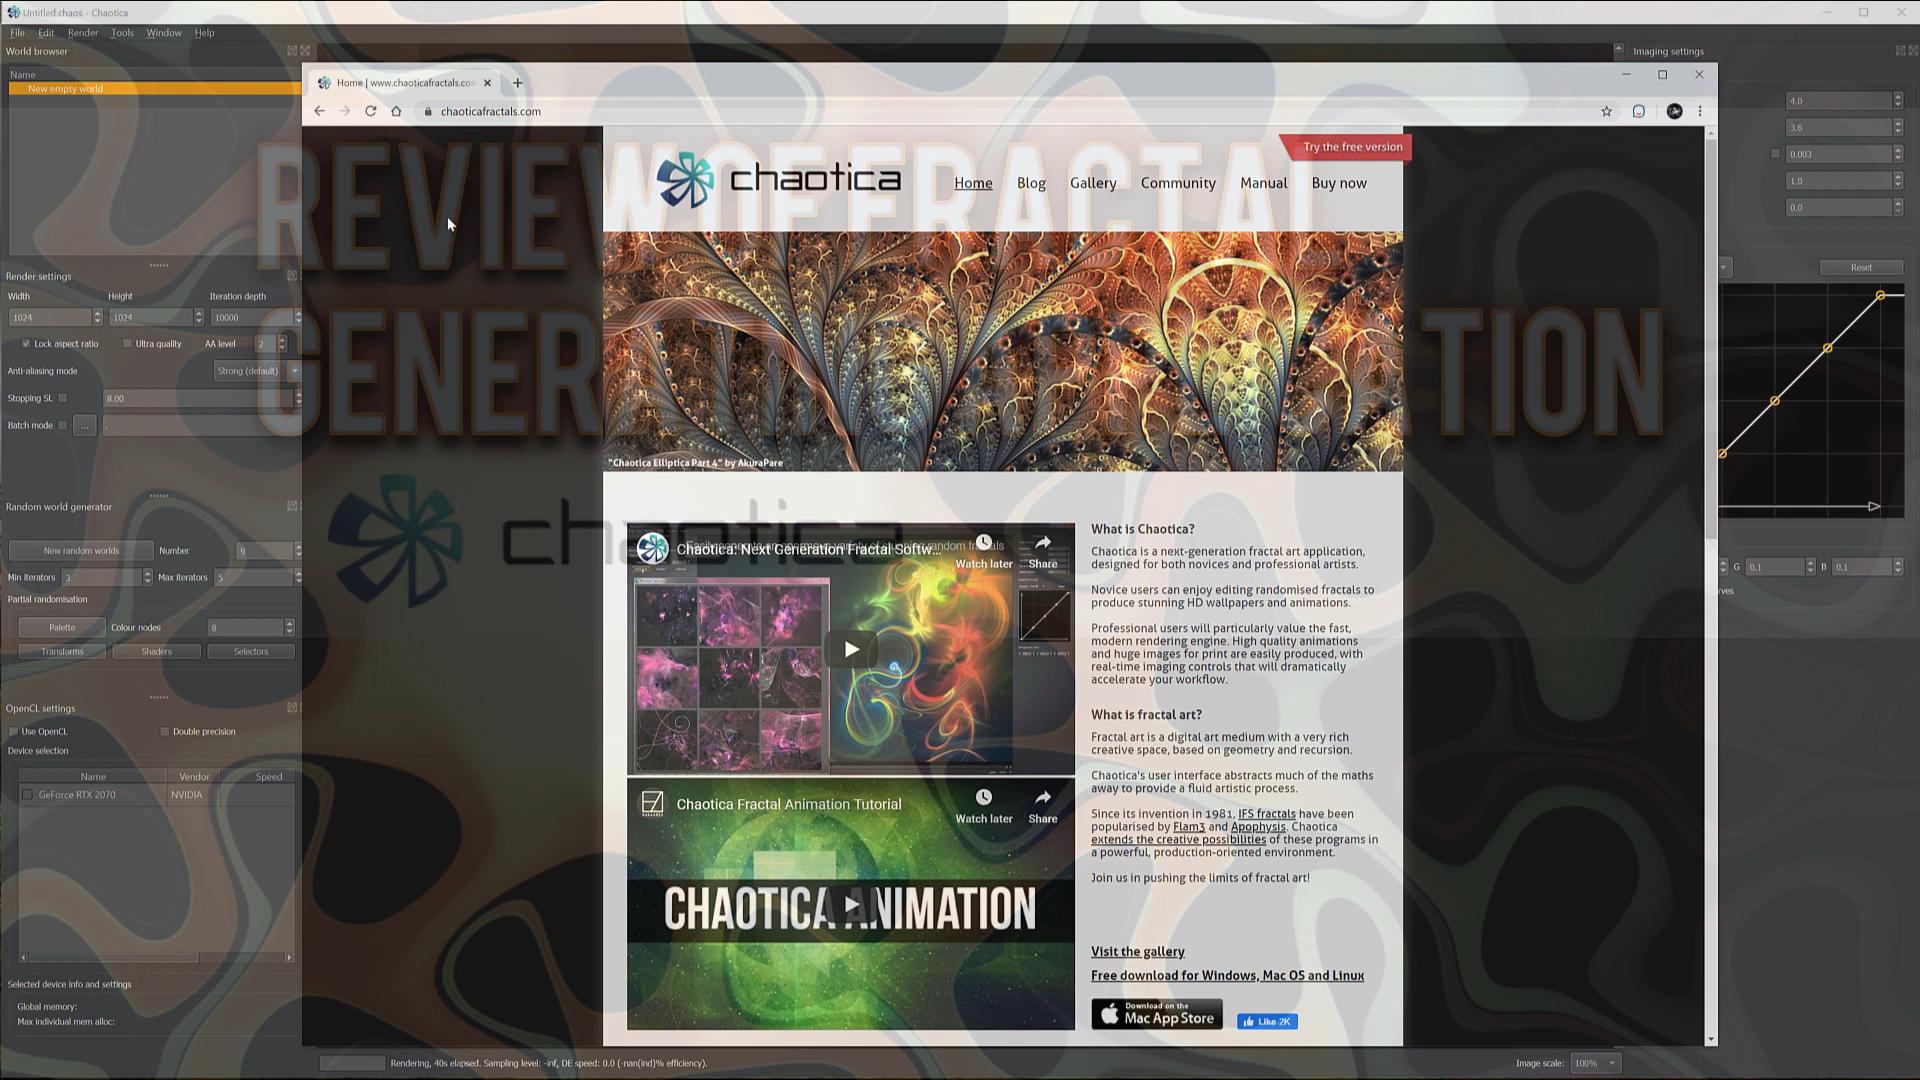 Untitled.chaos - Chaotica
File Edit Render Tools Window Help
World browser
Name
New empty world
Render settings
Width Height Iteration depth
1024 1024 10000
Lock aspect ratio Ultra quality AA level 2
Anti-aliasing mode Strong (default)
Stopping SL 8.00
Batch mode ... .
Random world generator
New random worlds Number 9
Min iterators 3 Max iterators 5
Partial randomisation
Palette Colour nodes 8
Transforms Shaders Selectors
OpenCL settings
Use OpenCL Double precision
Device selection
Name Vendor Speed
GeForce RTX 2070 NVIDIA
Selected device info and settings
Global memory:
Max individual mem alloc:
Home | www.chaoticafractals.con
chaoticafractals.com
REVIEW OF FRACTAL
GENERAT TION
chaotica
chaotica
Try the free version
Home Blog Gallery Community Manual Buy now
"Chaotica Elliptica Part 4" by AkuraPare
Chaotica: Next Generation Fractal Softw...
Watch later Share
Chaotica Fractal Animation Tutorial
Watch later Share
CHAOTICA ANIMATION
What is Chaotica?
Chaotica is a next-generation fractal art application,
designed for both novices and professional artists.
Novice users can enjoy editing randomised fractals to
produce stunning HD wallpapers and animations.
Professional users will particularly value the fast,
modern rendering engine. High quality animations
and huge images for print are easily produced, with
real-time imaging controls that will dramatically
accelerate your workflow.
What is fractal art?
Fractal art is a digital art medium with a very rich
creative space, based on geometry and recursion.
Chaotica's user interface abstracts much of the maths
away to provide a fluid artistic process.
Since its invention in 1981, IFS fractals have been
popularised by Flam3 and Apophysis. Chaotica
extends the creative possibilities of these programs in
a powerful, production-oriented environment.
Join us in pushing the limits of fractal art!
Visit the gallery
Free download for Windows, Mac OS and Linux
Download on the
Mac App Store
Like 2K
Imaging settings
4.0
3.6
0.003
1.0
0.0
Reset
G 0.1 B 0.1
rves
Rendering, 40s elapsed. Sampling level: -inf, DE speed: 0.0 (-nan(ind)% efficiency).
Image scale: 100%